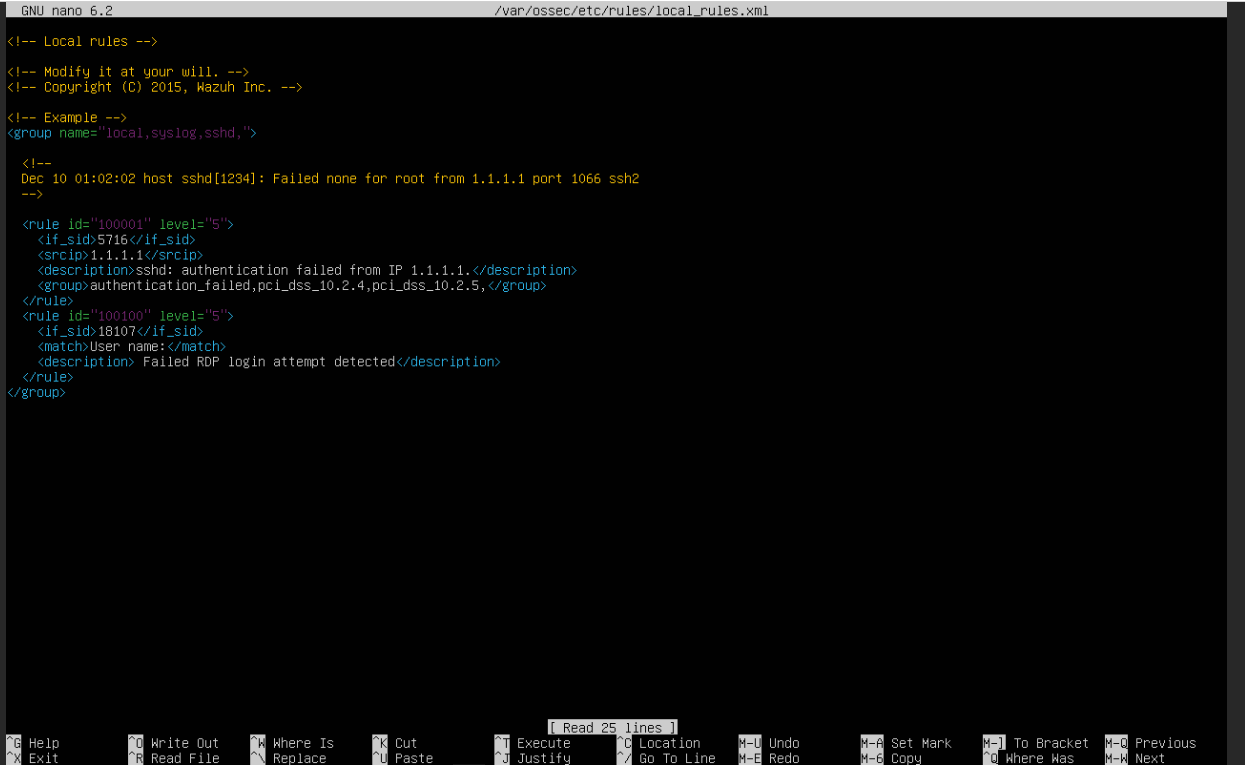 GNU nano 6.2 /var/ossec/etc/rules/local_rules.xml
<!-- Local rules -->
<!-- Modify it at your will. -->
<!-- Copyright (C) 2015, Wazuh Inc. -->
<!-- Example -->
<group name="local,syslog,sshd,">
<!--
Dec 10 01:02:02 host sshd[1234]: Failed none for root from 1.1.1.1 port 1066 ssh2
-->
<rule id="100001" level="5">
<if_sid>5716</if_sid>
<srcip>1.1.1.1</srcip>
<description>sshd: authentication failed from IP 1.1.1.1.</description>
<group>authentication_failed,pci_dss_10.2.4,pci_dss_10.2.5,</group>
</rule>
<rule id="100100" level="5">
<if_sid>18107</if_sid>
<match>User name:</match>
<description> Failed RDP login attempt detected</description>
</rule>
</group>
[ Read 25 lines ]
^G Help ^O Write Out ^W Where Is ^K Cut ^T Execute ^C Location M-U Undo M-A Set Mark M-] To Bracket M-Q Previous
^X Exit ^R Read File ^\ Replace ^U Paste ^J Justify ^/ Go To Line M-E Redo M-6 Copy ^Q Where Was M-W Next